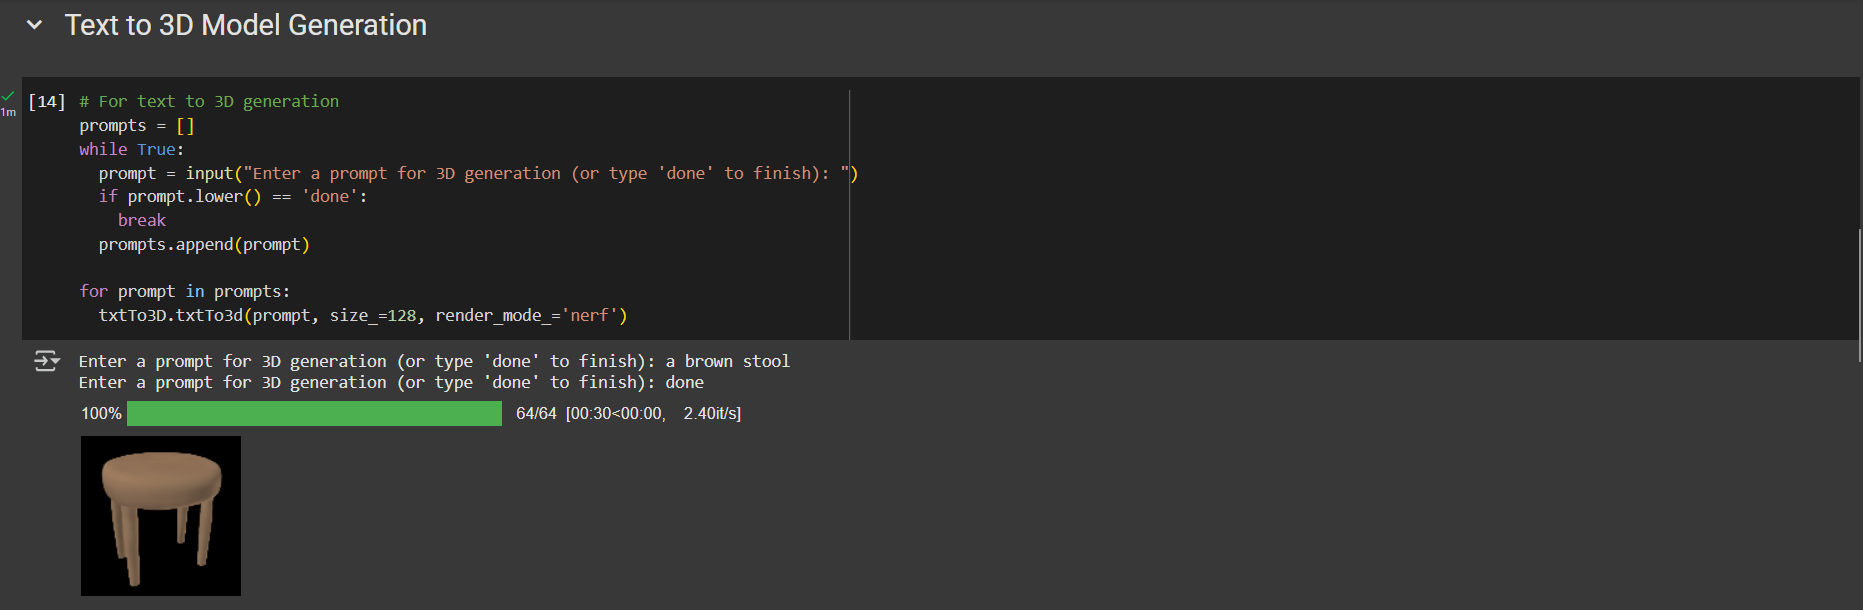 Text to 3D Model Generation
[14] # For text to 3D generation
1m
prompts = []
while True:
  prompt = input("Enter a prompt for 3D generation (or type 'done' to finish): ")
  if prompt.lower() == 'done':
    break
  prompts.append(prompt)
for prompt in prompts:
  txtTo3D.txtTo3d(prompt, size_=128, render_mode_='nerf')
Enter a prompt for 3D generation (or type 'done' to finish): a brown stool
Enter a prompt for 3D generation (or type 'done' to finish): done
100% 64/64 [00:30<00:00, 2.40it/s]